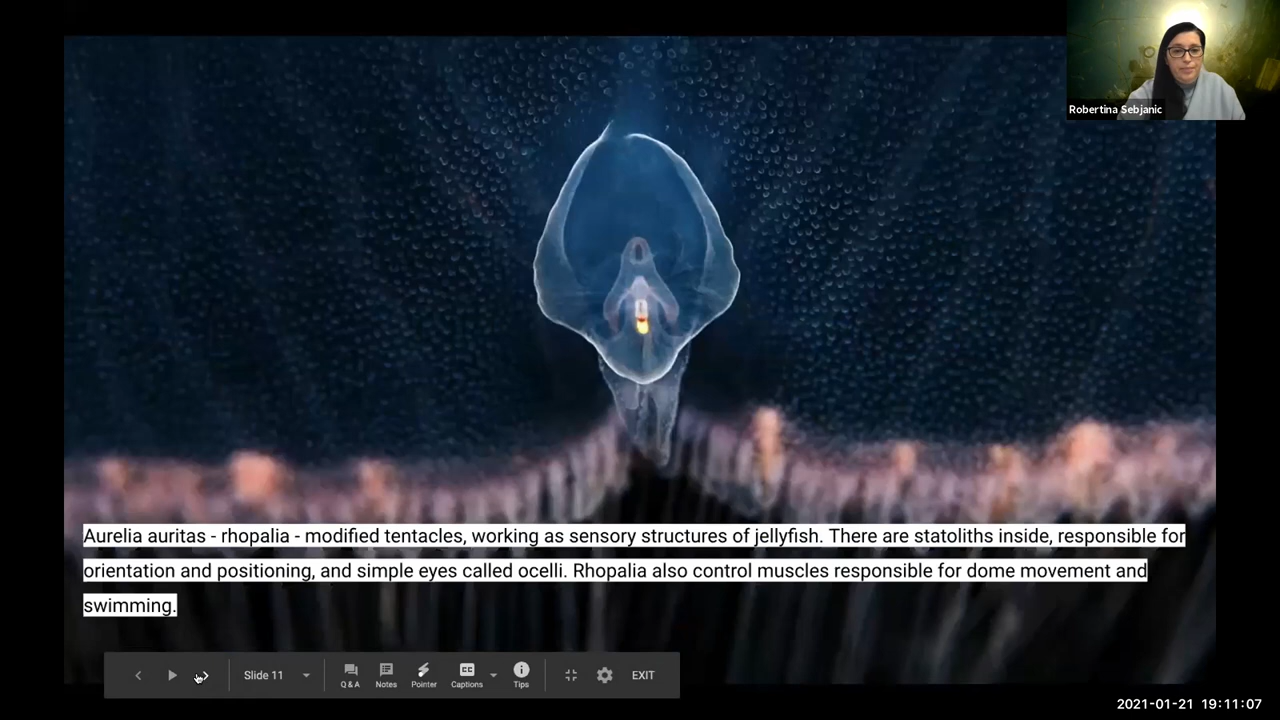 Robertina Sebjanic
Aurelia auritas - rhopalia - modified tentacles, working as sensory structures of jellyfish. There are statoliths inside, responsible for
orientation and positioning, and simple eyes called ocelli. Rhopalia also control muscles responsible for dome movement and
swimming.
Slide 11
Q & A
Notes
Pointer
Captions
Tips
EXIT
2021-01-21 19:11:07